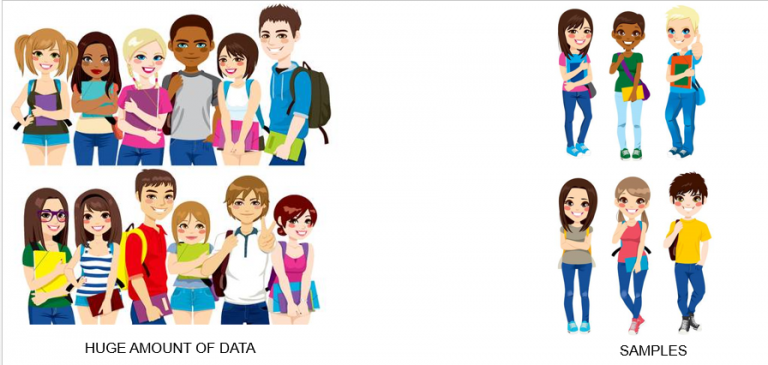 HUGE AMOUNT OF DATA
SAMPLES